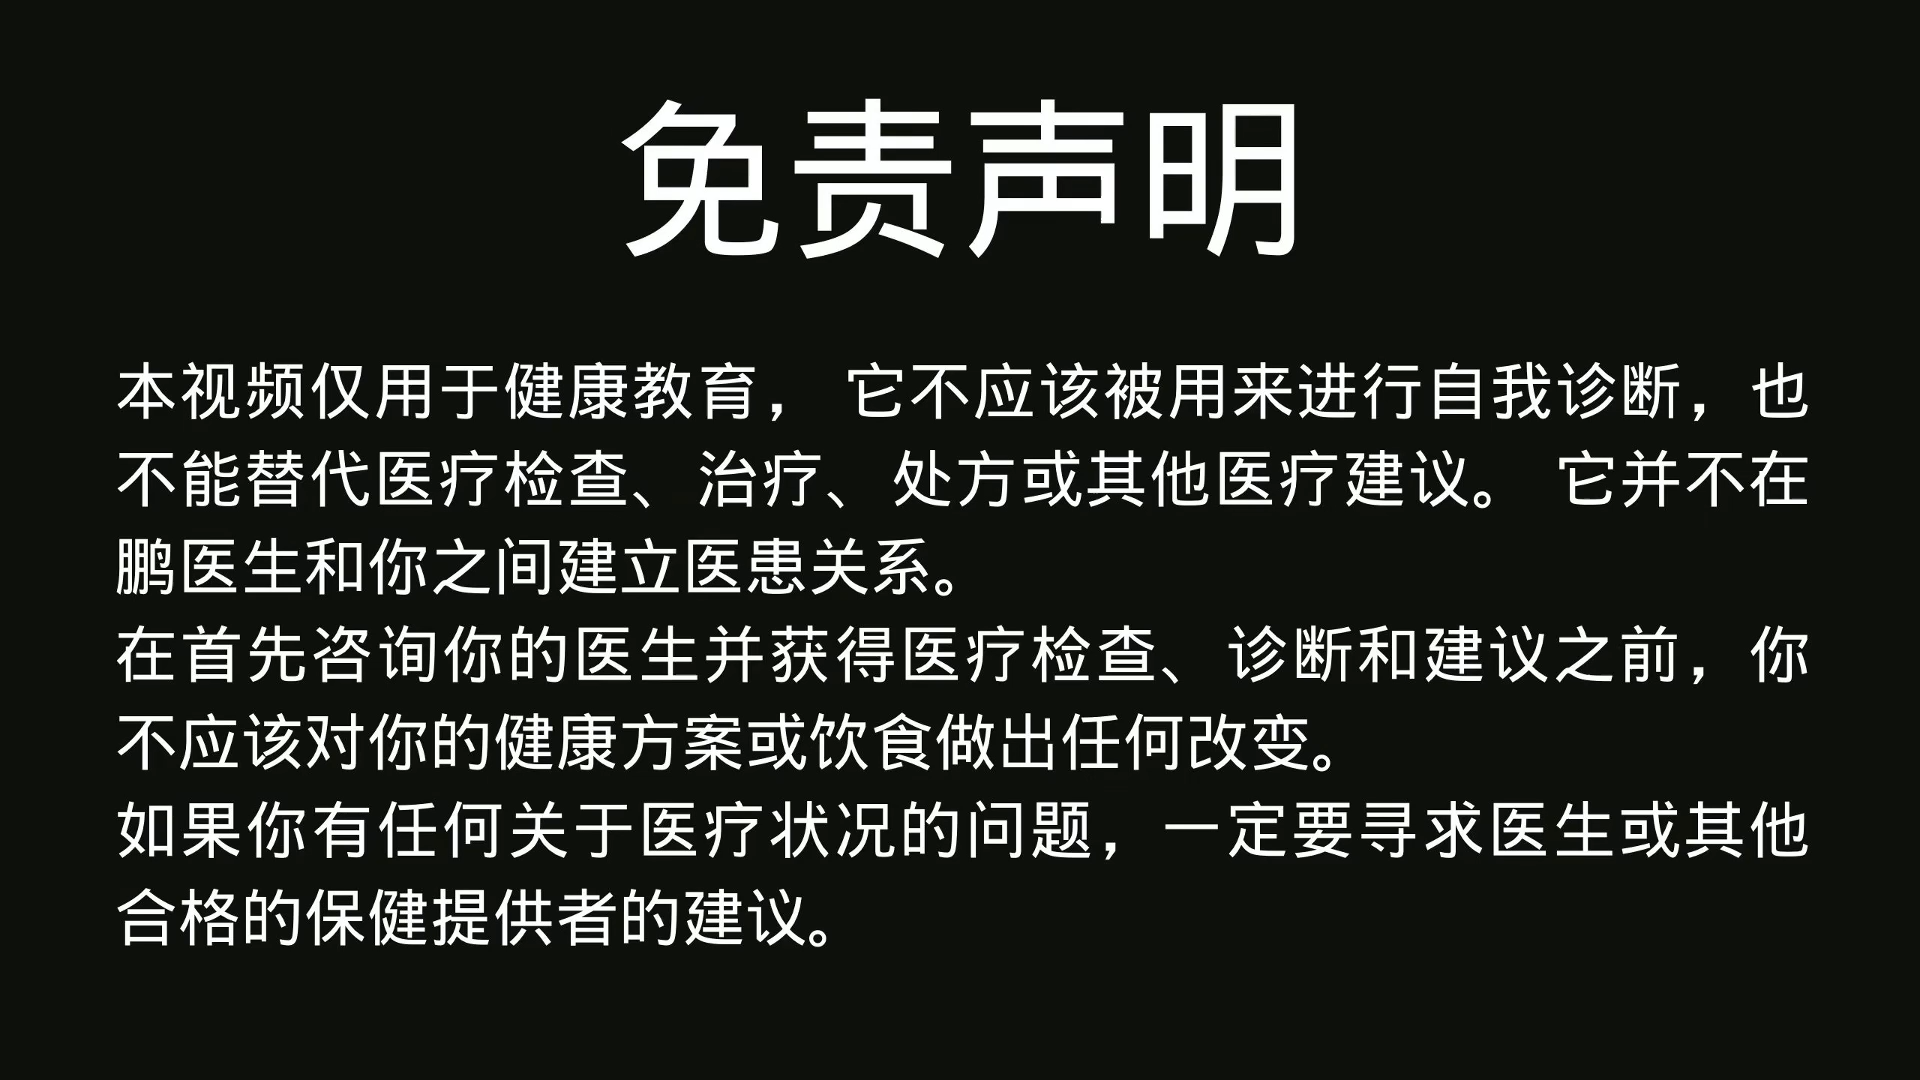 免责声明
本视频仅用于健康教育， 它不应该被用来进行自我诊断，也
不能替代医疗检查、治疗、处方或其他医疗建议。 它并不在
鹏医生和你之间建立医患关系。
在首先咨询你的医生并获得医疗检查、诊断和建议之前，你
不应该对你的健康方案或饮食做出任何改变。
如果你有任何关于医疗状况的问题，一定要寻求医生或其他
合格的保健提供者的建议。